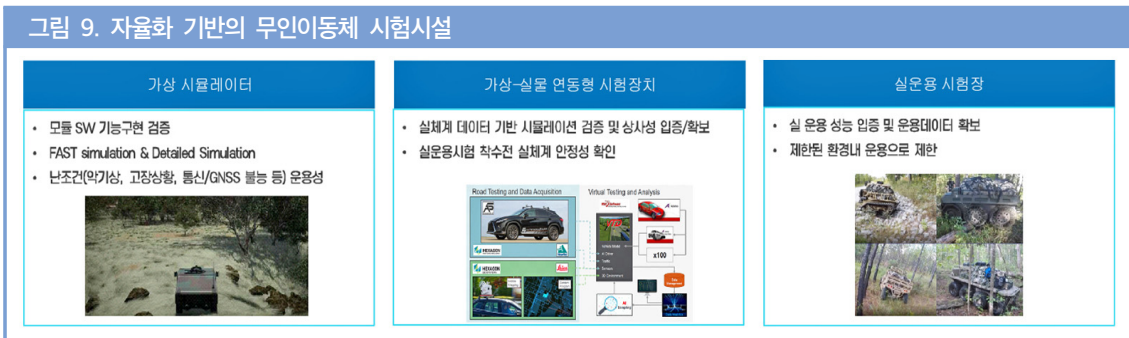 그림 9. 자율화 기반의 무인이동체 시험시설
가상 시뮬레이터
• 모듈 SW 기능구현 검증
• FAST simulation & Detailed Simulation
• 난조건(악기상, 고장상황, 통신/GNSS 불능 등) 운용성
가상-실물 연동형 시험장치
• 실체계 데이터 기반 시뮬레이션 검증 및 상사성 입증/확보
• 실운용시험 착수전 실체계 안정성 확인
Road Testing and Data Acquisition
HEXAGON
HEXAGON
Leica
Virtual Testing and Analysis
VTD
x100
AI
실운용 시험장
• 실 운용 성능 입증 및 운용데이터 확보
• 제한된 환경내 운용으로 제한